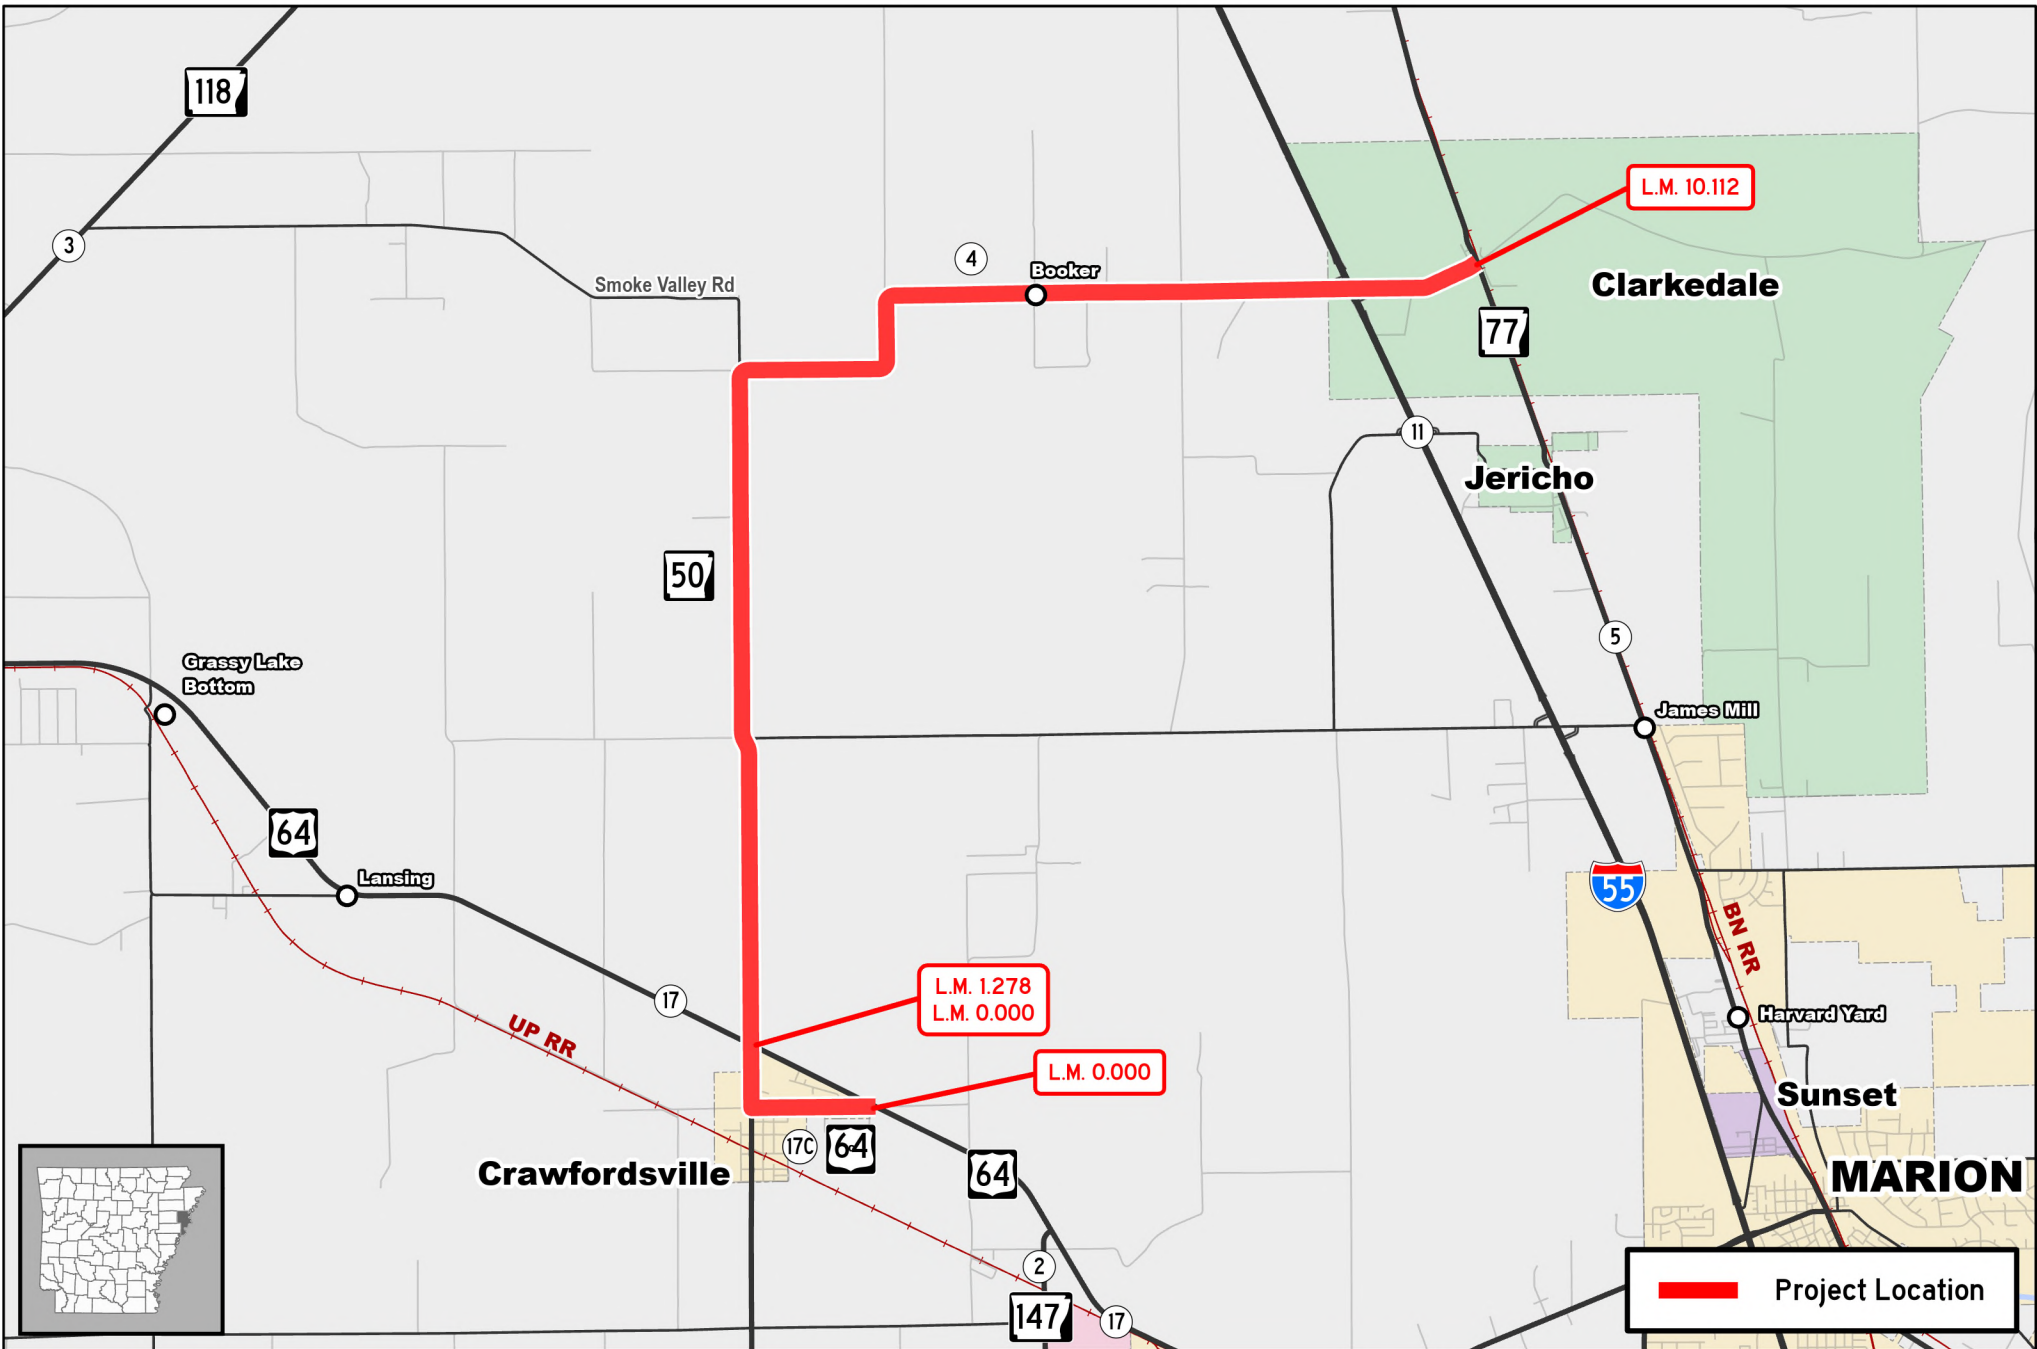 118
L.M. 10.112
3
4
Booker
Smoke Valley Rd
Clarkedale
77
11
Jericho
50
5
Grassy Lake
Bottom
James Mill
64
Lansing
55
BN RR
L.M. 1.278
L.M. 0.000
17
UP RR
Harvard Yard
L.M. 0.000
Sunset
17C
64
64
Crawfordsville
MARION
2
Project Location
147
17